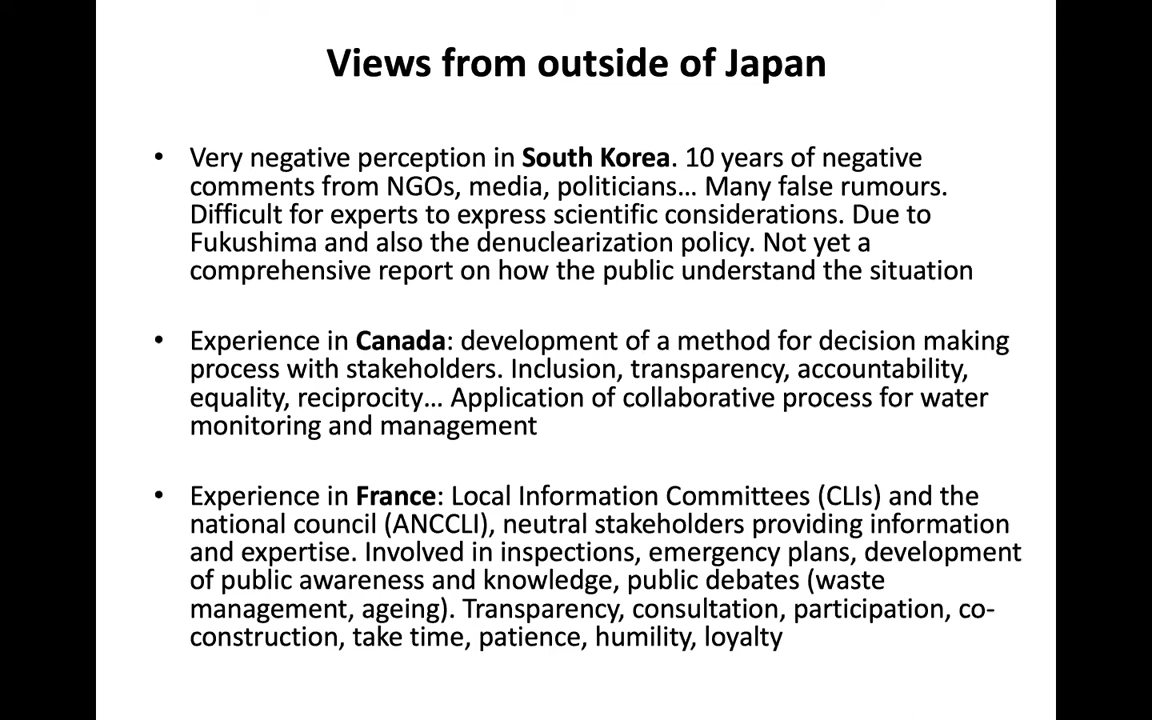 Views from outside of Japan
• Very negative perception in South Korea. 10 years of negative
comments from NGOs, media, politicians… Many false rumours.
Difficult for experts to express scientific considerations. Due to
Fukushima and also the denuclearization policy. Not yet a
comprehensive report on how the public understand the situation
• Experience in Canada: development of a method for decision making
process with stakeholders. Inclusion, transparency, accountability,
equality, reciprocity… Application of collaborative process for water
monitoring and management
• Experience in France: Local Information Committees (CLIs) and the
national council (ANCCLI), neutral stakeholders providing information
and expertise. Involved in inspections, emergency plans, development
of public awareness and knowledge, public debates (waste
management, ageing). Transparency, consultation, participation, co-
construction, take time, patience, humility, loyalty